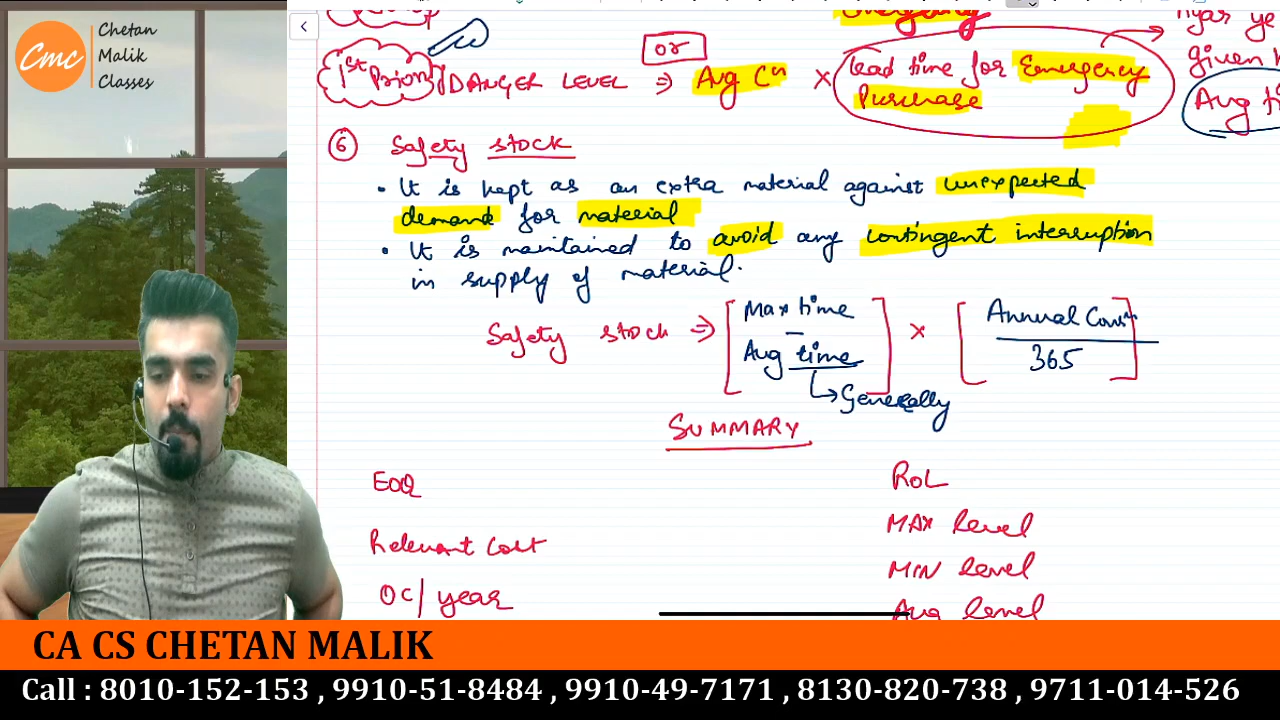 Chetan
Malik
Classes
cmc
or
1st Prior
DANGER LEVEL ⇒ Avg Cn × lead time for Emergency
Purchase
given
Avg
⑥ Safety stock
• It is kept as an extra material against unexpected
demand for material
• It is maintained to avoid any contingent interruption
in supply of material.
Safety stock ⇒ [Max time − Avg time] × [Annual Consn / 365]
↳ Generally
SUMMARY
EOQ
ROL
MAX level
Relevant Cost
MIN level
OC/year
Avg level
CA CS CHETAN MALIK
Call : 8010-152-153 , 9910-51-8484 , 9910-49-7171 , 8130-820-738 , 9711-014-526